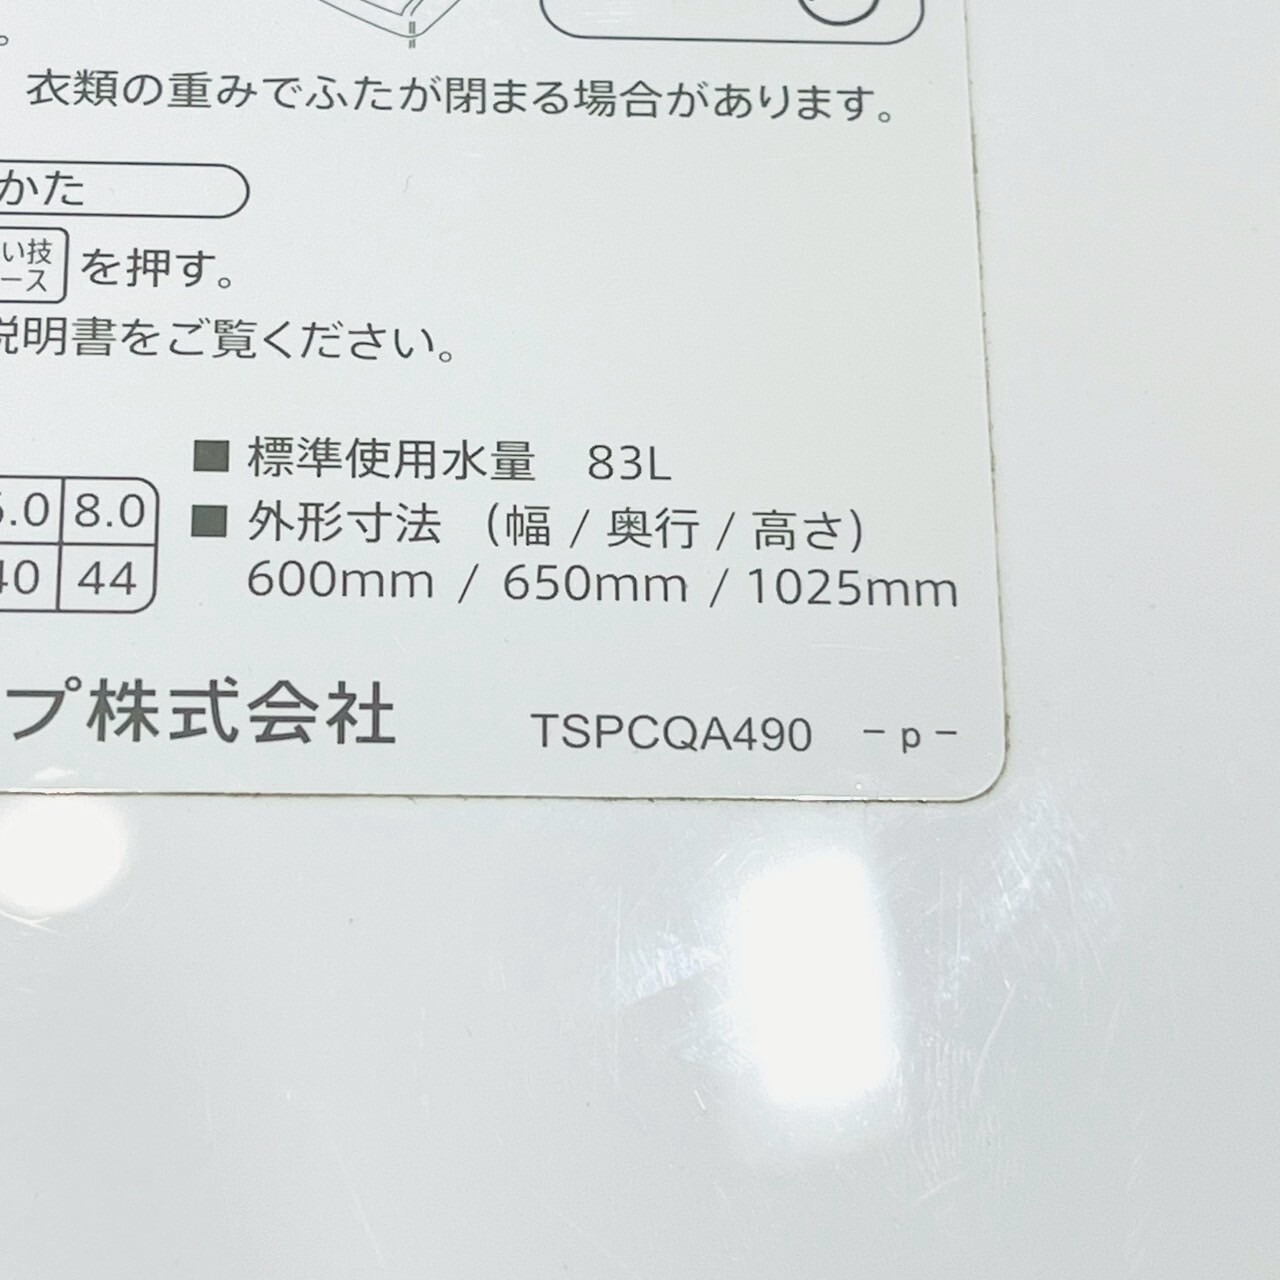 。
衣類の重みでふたが閉まる場合があります。
かた
い技
ース
を押す。
説明書をご覧ください。
■ 標準使用水量 83L
.0 8.0
■ 外形寸法 (幅 / 奥行 / 高さ)
40 44
600mm / 650mm / 1025mm
プ株式会社
TSPCQA490 - p -